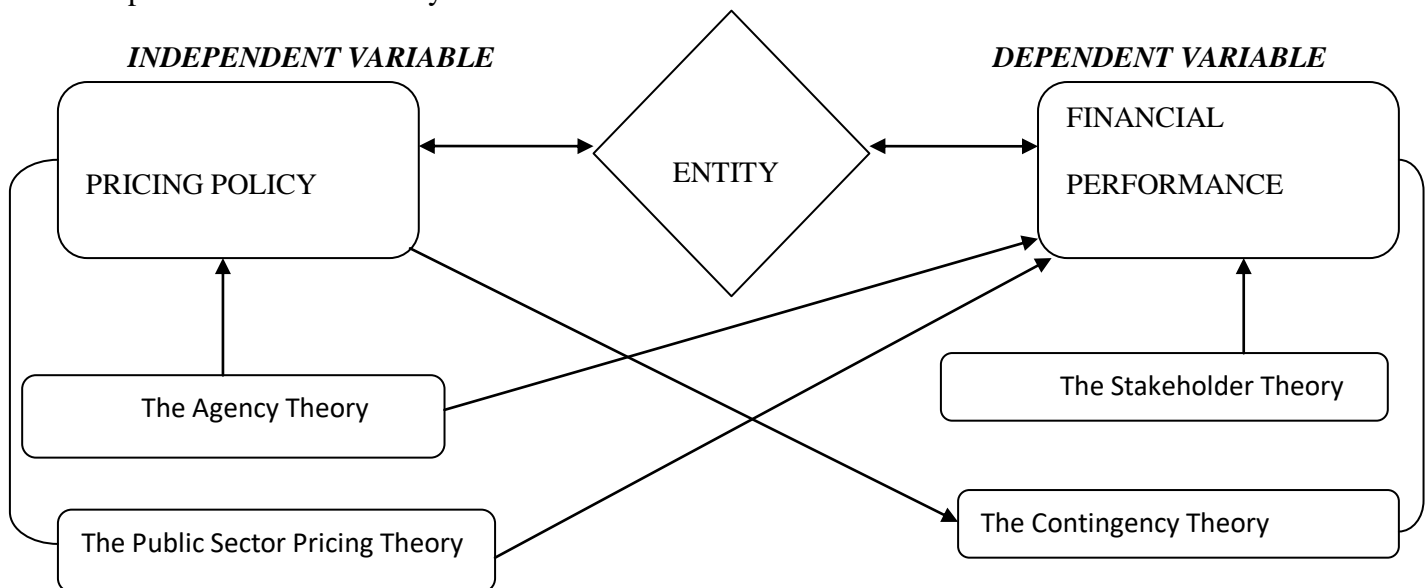 INDEPENDENT VARIABLE
DEPENDENT VARIABLE
PRICING POLICY
ENTITY
FINANCIAL
PERFORMANCE
The Agency Theory
The Stakeholder Theory
The Public Sector Pricing Theory
The Contingency Theory